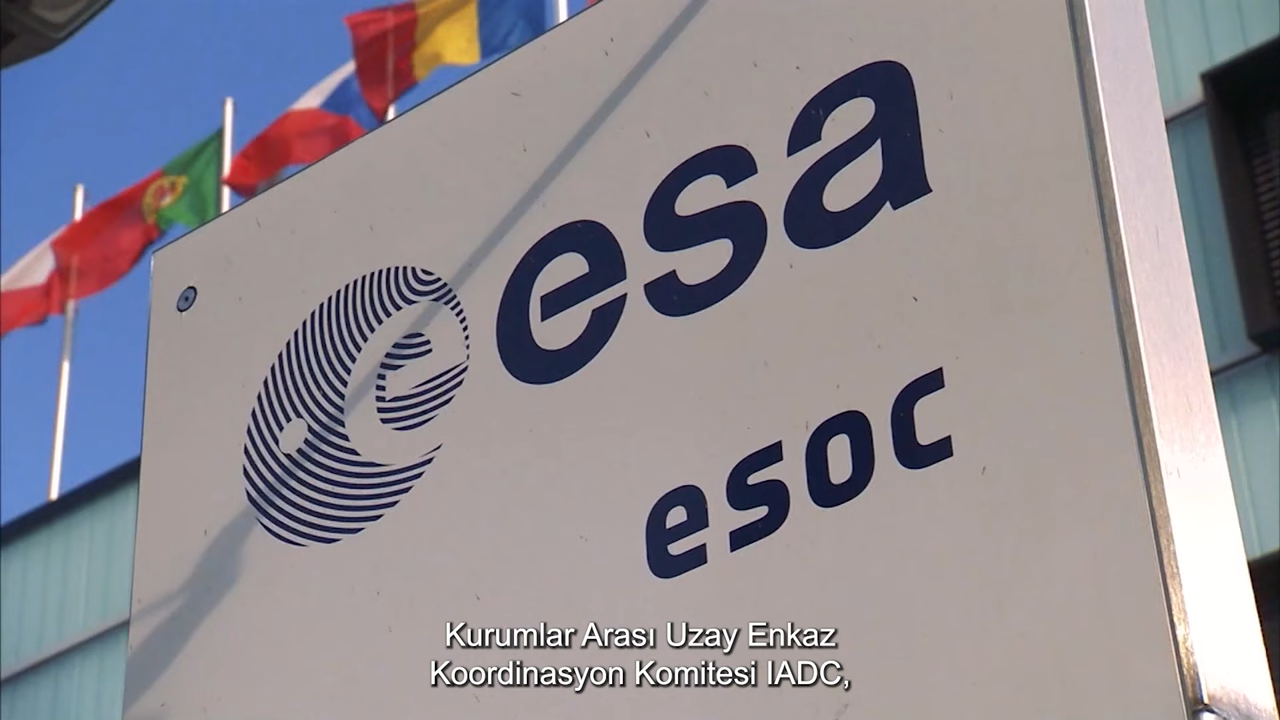 esa
esoc
Kurumlar Arası Uzay Enkaz
Koordinasyon Komitesi IADC,